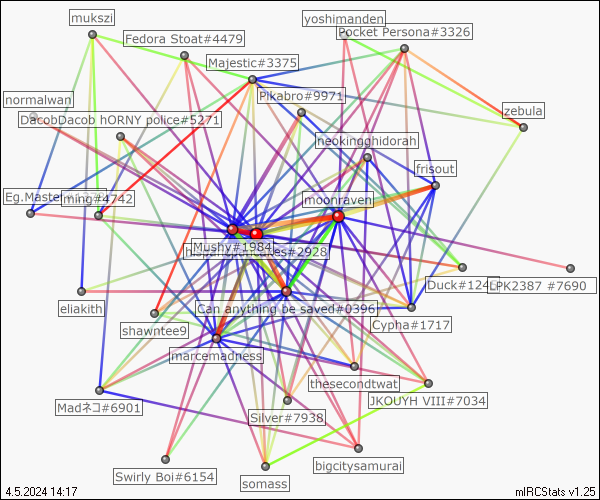 mukszi
yoshimanden
Pocket Persona#3326
Fedora Stoat#4479
Majestic#3375
Pikabro#9971
normalwan
zebula
DacobDacob hORNY police#5271
neokingghidorah
frisout
Eg.Master
ming#4742
moonraven
Mushy#1984
#2928
Duck#124
LPK2387 #7690
eliakith
Can anything be saved#0396
shawntee9
Cypha#1717
marcemadness
thesecondtwat
Madネコ#6901
JKOUYH VIII#7034
Silver#7938
bigcitysamurai
Swirly Boi#6154
somass
4.5.2024 14:17
mIRCStats v1.25